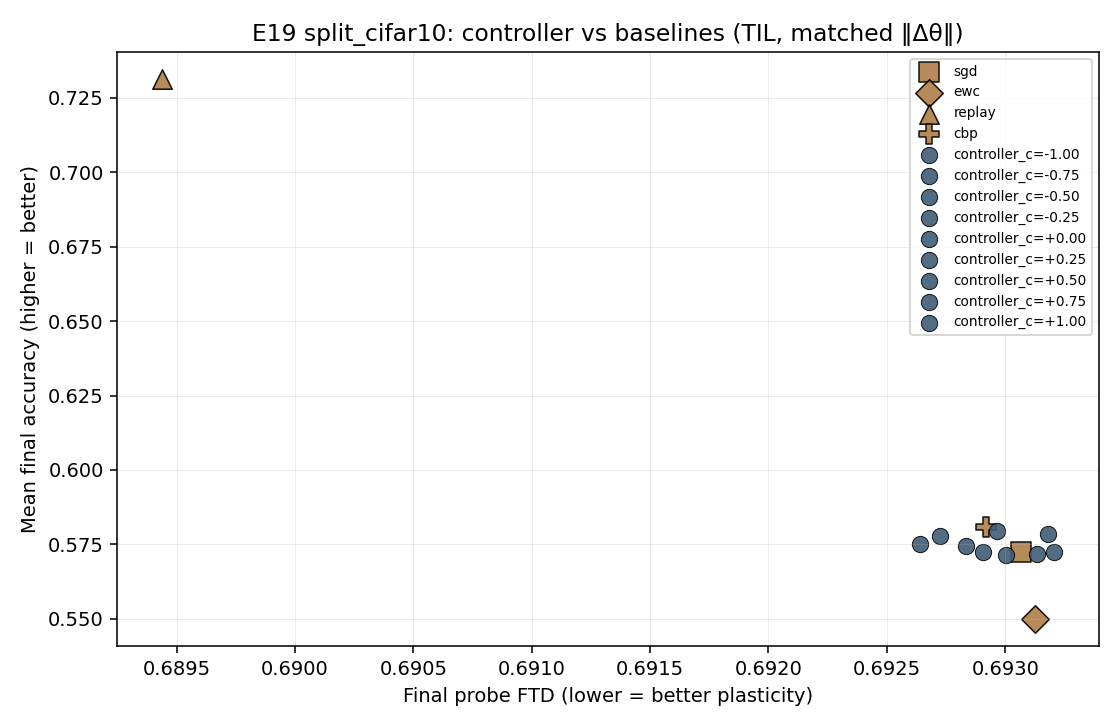 E19 split_cifar10: controller vs baselines (TIL, matched ‖Δθ‖)
Mean final accuracy (higher = better)
0.725
0.700
0.675
0.650
0.625
0.600
0.575
0.550
sgd
ewc
replay
cbp
controller_c=-1.00
controller_c=-0.75
controller_c=-0.50
controller_c=-0.25
controller_c=+0.00
controller_c=+0.25
controller_c=+0.50
controller_c=+0.75
controller_c=+1.00
0.6895 0.6900 0.6905 0.6910 0.6915 0.6920 0.6925 0.6930
Final probe FTD (lower = better plasticity)